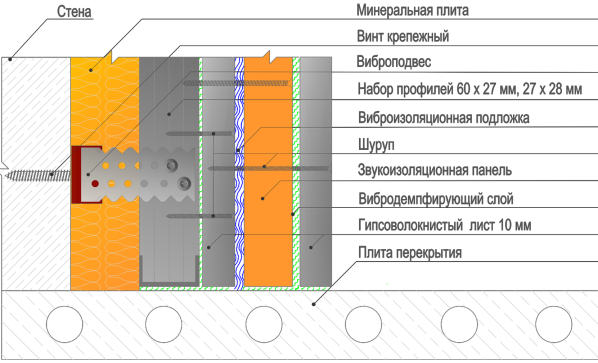 Стена
Минеральная плита
Винт крепежный
Виброподвес
Набор профилей 60 x 27 мм, 27 x 28 мм
Виброизоляционная подложка
Шуруп
Звукоизоляционная панель
Вибродемпфирующий слой
Гипсоволокнистый лист 10 мм
Плита перекрытия